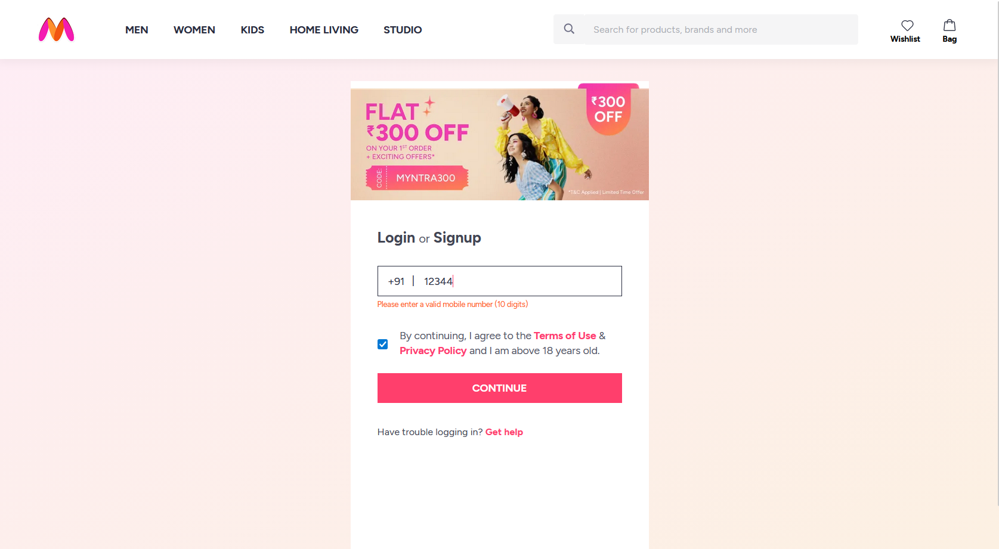 MEN WOMEN KIDS HOME LIVING STUDIO Search for products, brands and more Wishlist Bag
FLAT
₹300 OFF
ON YOUR 1ST ORDER
+ EXCITING OFFERS*
CODE: MYNTRA300
₹300
OFF
*T&C Applied | Limited Time Offer
Login or Signup
+91 | 12344
Please enter a valid mobile number (10 digits)
By continuing, I agree to the Terms of Use &
Privacy Policy and I am above 18 years old.
CONTINUE
Have trouble logging in? Get help